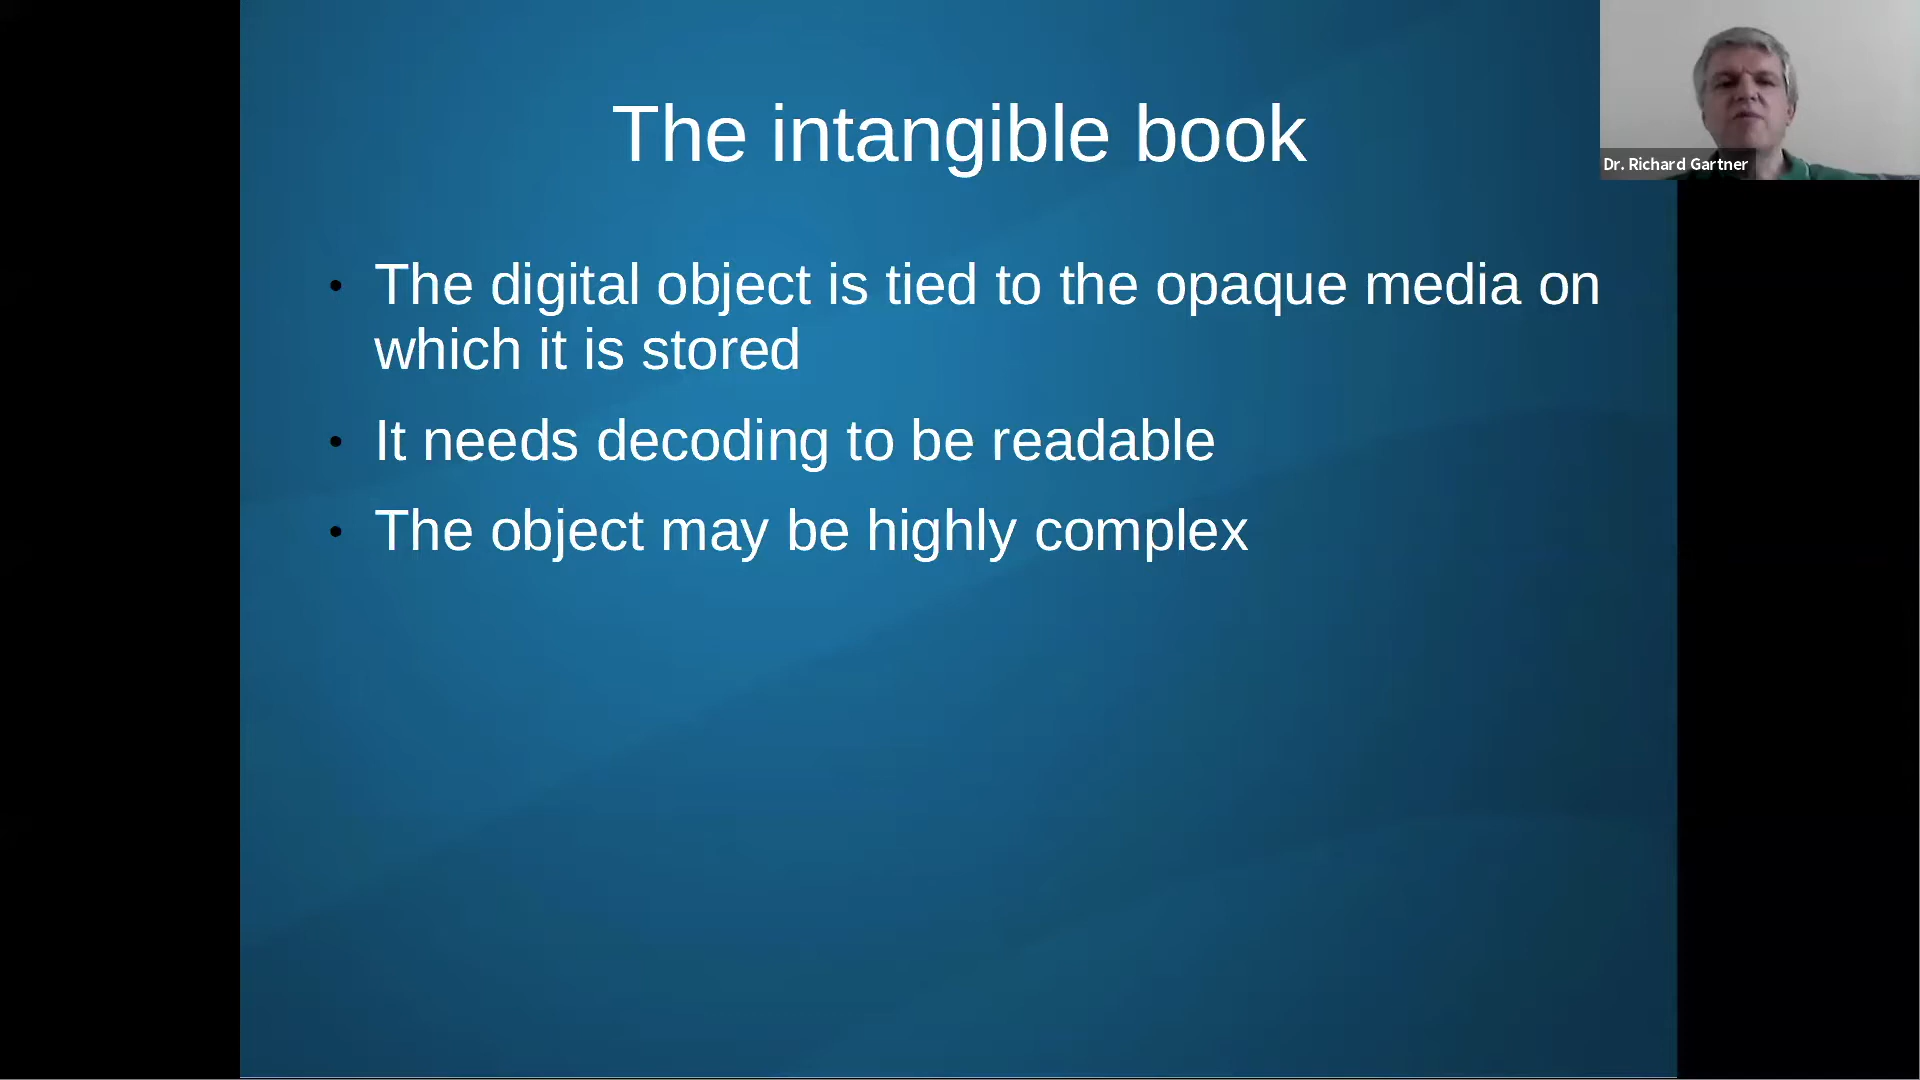 The intangible book
Dr. Richard Gartner
• The digital object is tied to the opaque media on
which it is stored
• It needs decoding to be readable
• The object may be highly complex